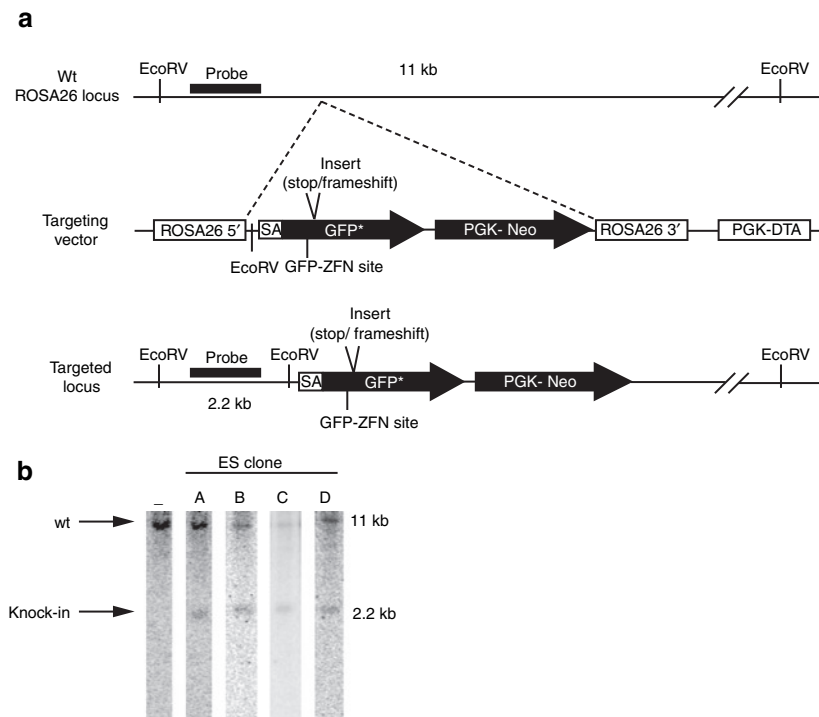 a
Wt
ROSA26 locus
EcoRV
Probe
11 kb
EcoRV
Insert
(stop/frameshift)
Targeting
vector
ROSA26 5′
SA
GFP*
PGK- Neo
ROSA26 3′
PGK-DTA
EcoRV
GFP-ZFN site
Insert
(stop/ frameshift)
Targeted
locus
EcoRV
Probe
EcoRV
EcoRV
2.2 kb
SA
GFP*
PGK- Neo
GFP-ZFN site
b
ES clone
– A B C D
wt
11 kb
Knock-in
2.2 kb